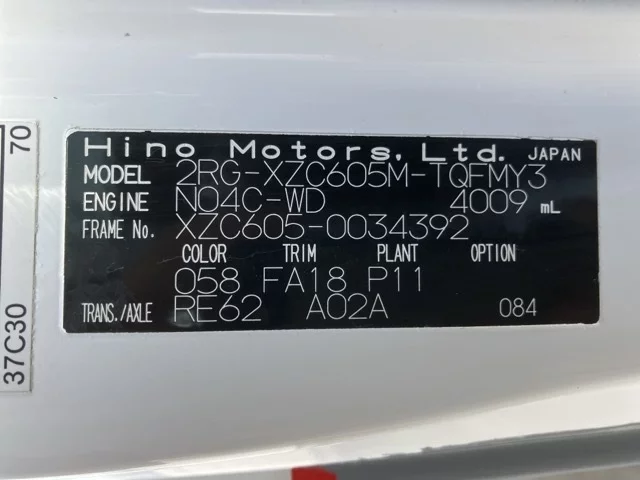 Hino Motors, Ltd. JAPAN
MODEL 2RG-XZC605M-TQFMY3
ENGINE N04C-WD 4009 mL
FRAME No. XZC605-0034392
COLOR TRIM PLANT OPTION
058 FA18 P11
TRANS./AXLE RE62 A02A 084
37C30 70